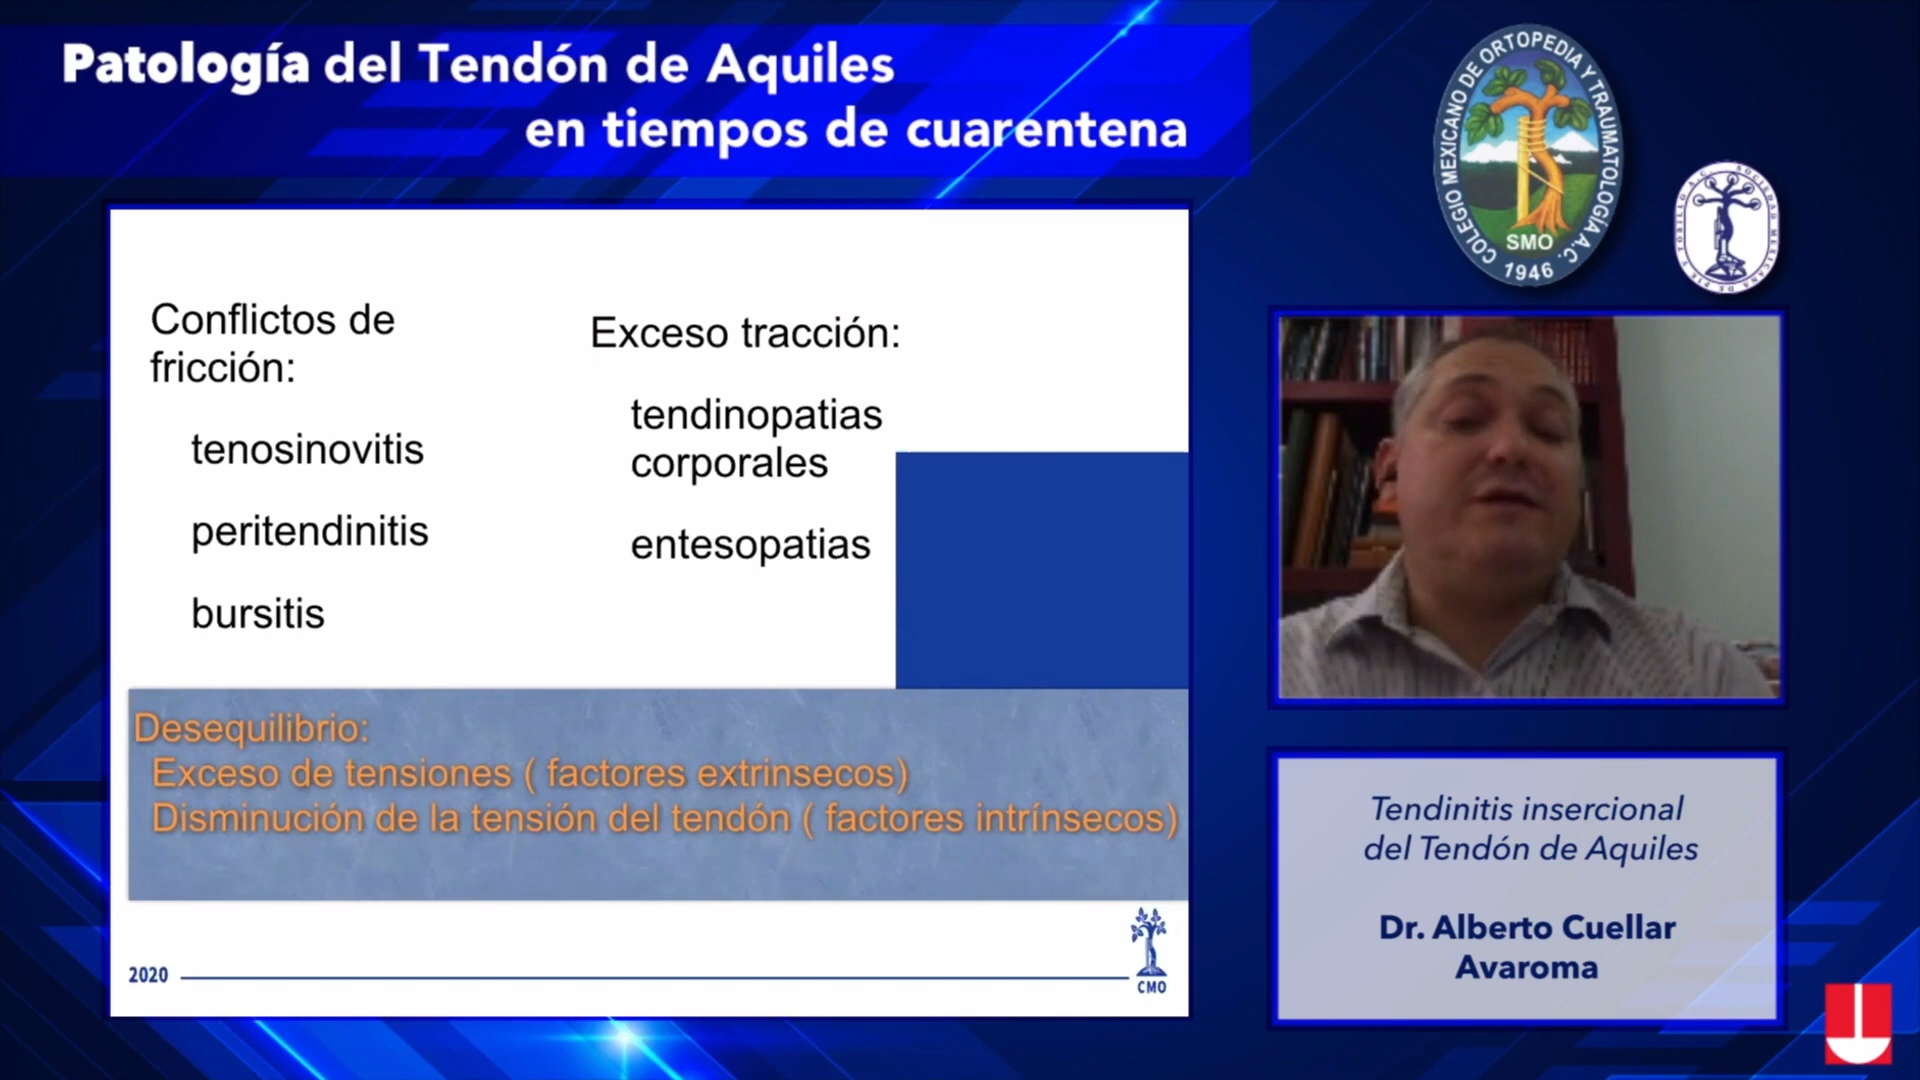 Patología del Tendón de Aquiles
en tiempos de cuarentena
COLEGIO MEXICANO DE ORTOPEDIA Y TRAUMATOLOGÍA A.C.
SMO
1946
Conflictos de
fricción:
tenosinovitis
peritendinitis
bursitis
Exceso tracción:
tendinopatias
corporales
entesopatias
Desequilibrio:
Exceso de tensiones ( factores extrinsecos)
Disminución de la tensión del tendón ( factores intrínsecos)
2020
CMO
Tendinitis insercional
del Tendón de Aquiles
Dr. Alberto Cuellar
Avaroma